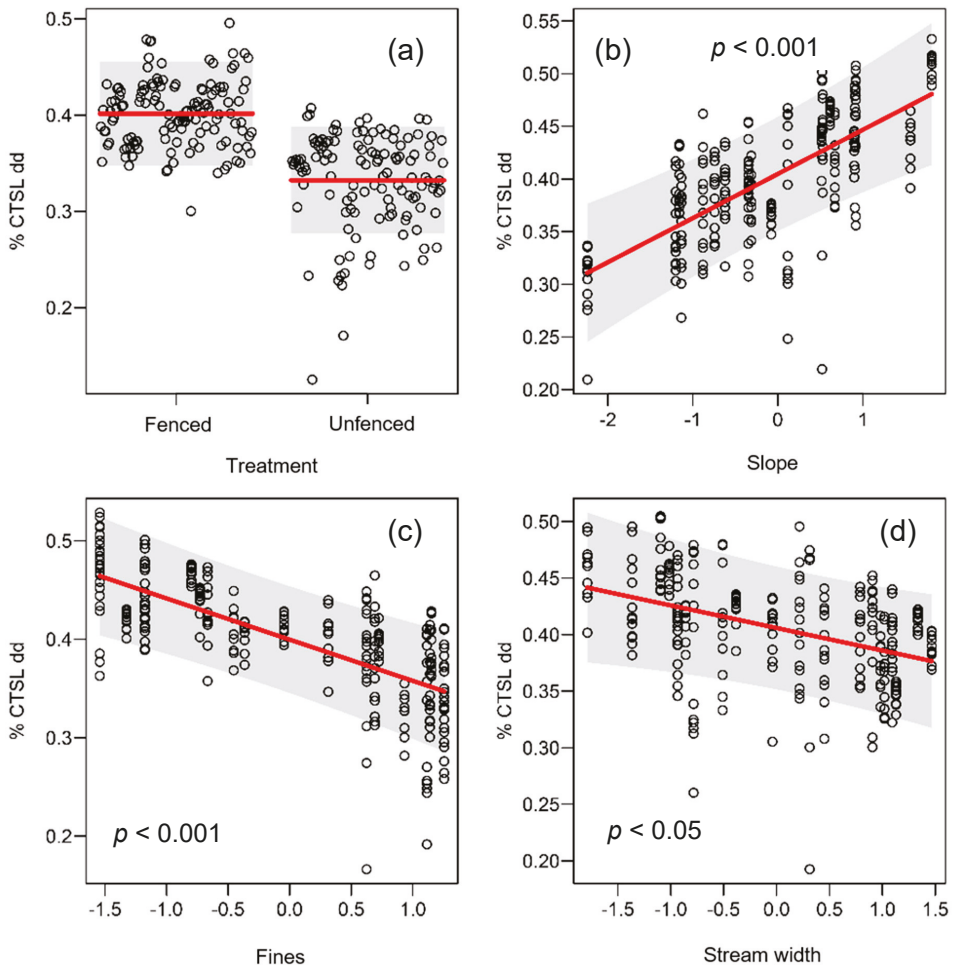 (a)
% CTSL dd
0.5
0.4
0.3
0.2
Fenced
Unfenced
Treatment
(b)
p < 0.001
% CTSL dd
0.55
0.50
0.45
0.40
0.35
0.30
0.25
0.20
-2
-1
0
1
Slope
(c)
p < 0.001
% CTSL dd
0.5
0.4
0.3
0.2
-1.5
-1.0
-0.5
0.0
0.5
1.0
Fines
(d)
p < 0.05
% CTSL dd
0.50
0.45
0.40
0.35
0.30
0.25
0.20
-1.5
-1.0
-0.5
0.0
0.5
1.0
1.5
Stream width